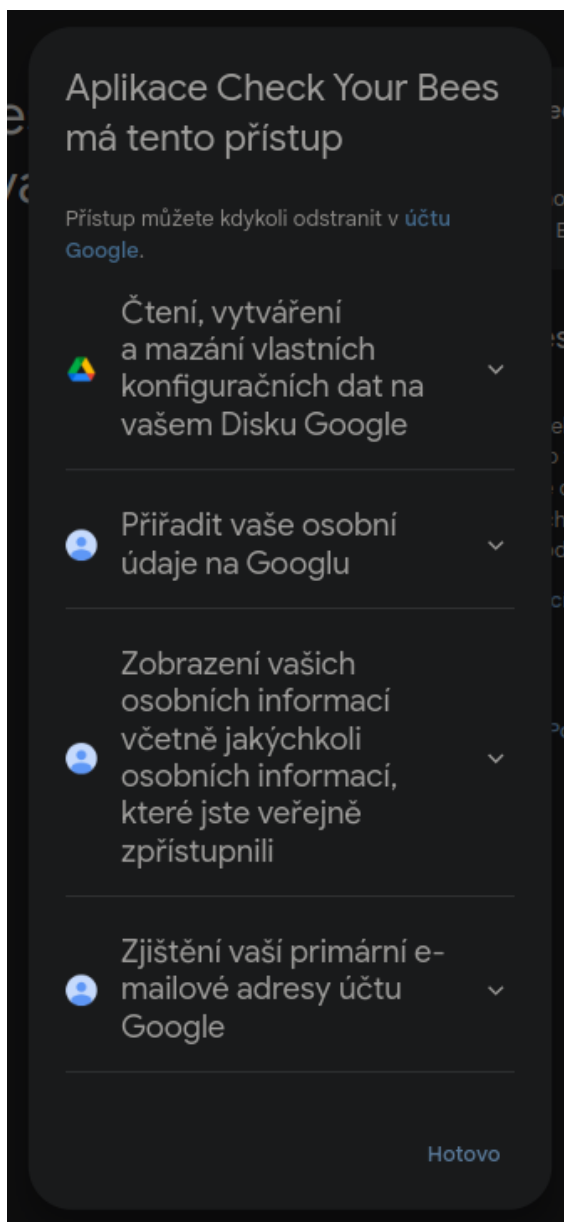 Aplikace Check Your Bees
má tento přístup
Přístup můžete kdykoli odstranit v účtu
Google.
Čtení, vytváření
a mazání vlastních
konfiguračních dat na
vašem Disku Google
Přiřadit vaše osobní
údaje na Googlu
Zobrazení vašich
osobních informací
včetně jakýchkoli
osobních informací,
které jste veřejně
zpřístupnili
Zjištění vaší primární e-
mailové adresy účtu
Google
Hotovo